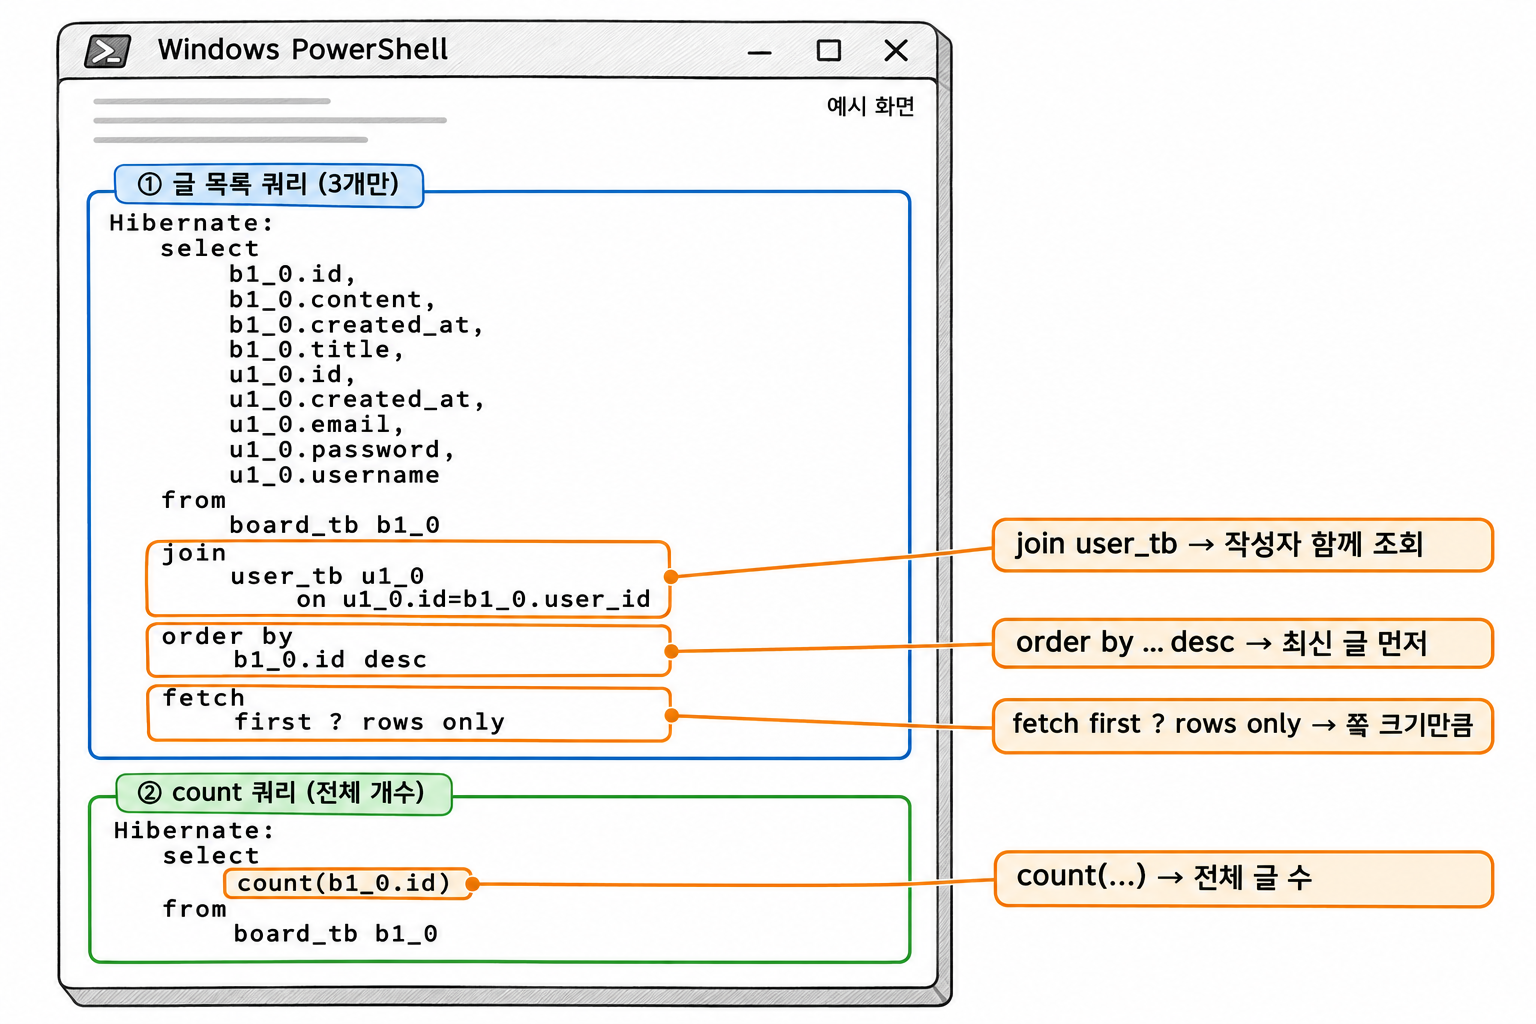 Windows PowerShell
예시 화면
① 글 목록 쿼리 (3개만)
Hibernate:
select
b1_0.id,
b1_0.content,
b1_0.created_at,
b1_0.title,
u1_0.id,
u1_0.created_at,
u1_0.email,
u1_0.password,
u1_0.username
from
board_tb b1_0
join
user_tb u1_0
on u1_0.id=b1_0.user_id
order by
b1_0.id desc
fetch
first ? rows only
join user_tb → 작성자 함께 조회
order by ... desc → 최신 글 먼저
fetch first ? rows only → 크기만큼
② count 쿼리 (전체 개수)
Hibernate:
select
count(b1_0.id)
from
board_tb b1_0
count(...) → 전체 글 수